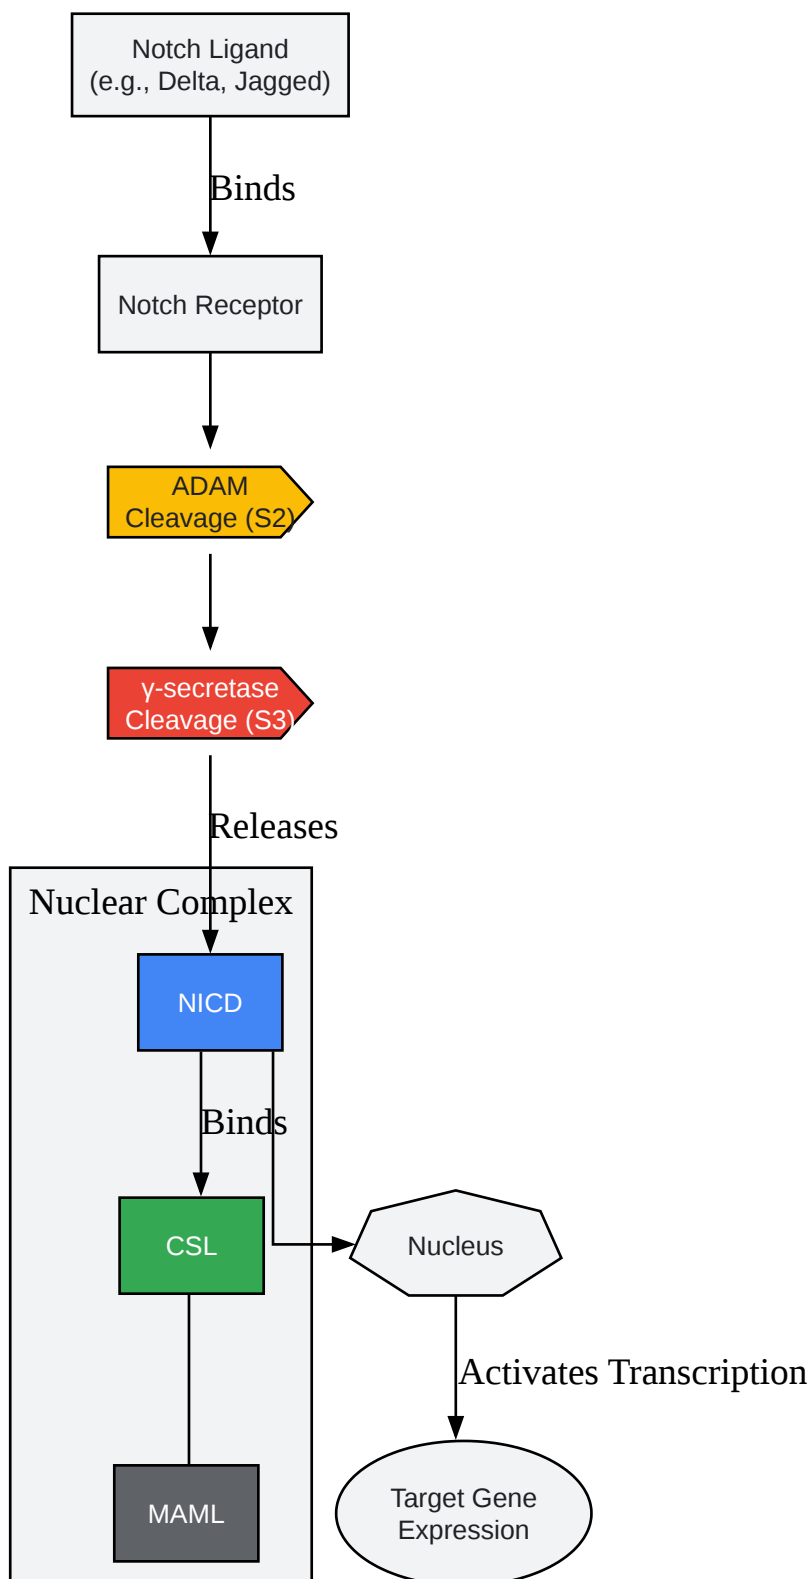 Notch Ligand
(e.g., Delta, Jagged)
Binds
Notch Receptor
ADAM
Cleavage (S2)
γ-secretase
Cleavage (S3)
Releases
Nuclear Complex
NICD
Binds
CSL
Nucleus
Activates Transcription
MAML
Target Gene
Expression